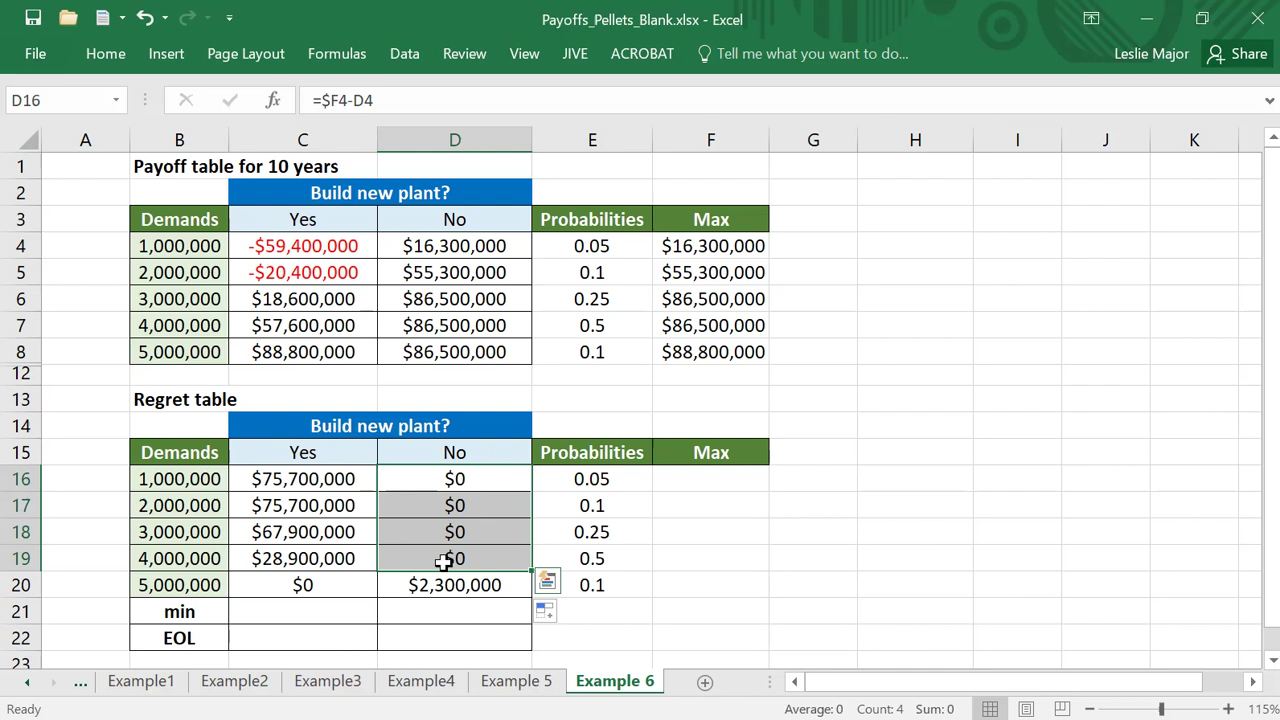 Payoffs_Pellets_Blank.xlsx - Excel
File Home Insert Page Layout Formulas Data Review View JIVE ACROBAT Tell me what you want to do... Leslie Major Share
D16 fx =$F4-D4
A B C D E F G H I J K
1 Payoff table for 10 years
2 Build new plant?
3 Demands Yes No Probabilities Max
4 1,000,000 -$59,400,000 $16,300,000 0.05 $16,300,000
5 2,000,000 -$20,400,000 $55,300,000 0.1 $55,300,000
6 3,000,000 $18,600,000 $86,500,000 0.25 $86,500,000
7 4,000,000 $57,600,000 $86,500,000 0.5 $86,500,000
8 5,000,000 $88,800,000 $86,500,000 0.1 $88,800,000
12
13 Regret table
14 Build new plant?
15 Demands Yes No Probabilities Max
16 1,000,000 $75,700,000 $0 0.05
17 2,000,000 $75,700,000 $0 0.1
18 3,000,000 $67,900,000 $0 0.25
19 4,000,000 $28,900,000 $0 0.5
20 5,000,000 $0 $2,300,000 0.1
21 min
22 EOL
23
... Example1 Example2 Example3 Example4 Example 5 Example 6
Ready Average: 0 Count: 4 Sum: 0 115%